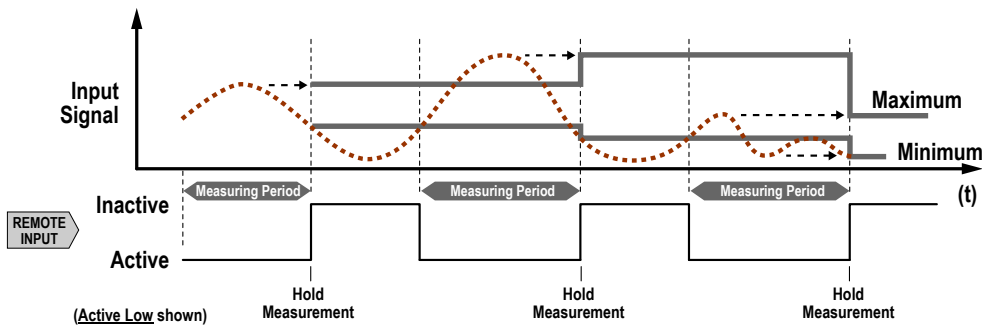 Input
Signal
Maximum
Minimum
(t)
Measuring Period
Measuring Period
Measuring Period
Inactive
REMOTE
INPUT
Active
Hold
Measurement
Hold
Measurement
Hold
Measurement
(Active Low shown)